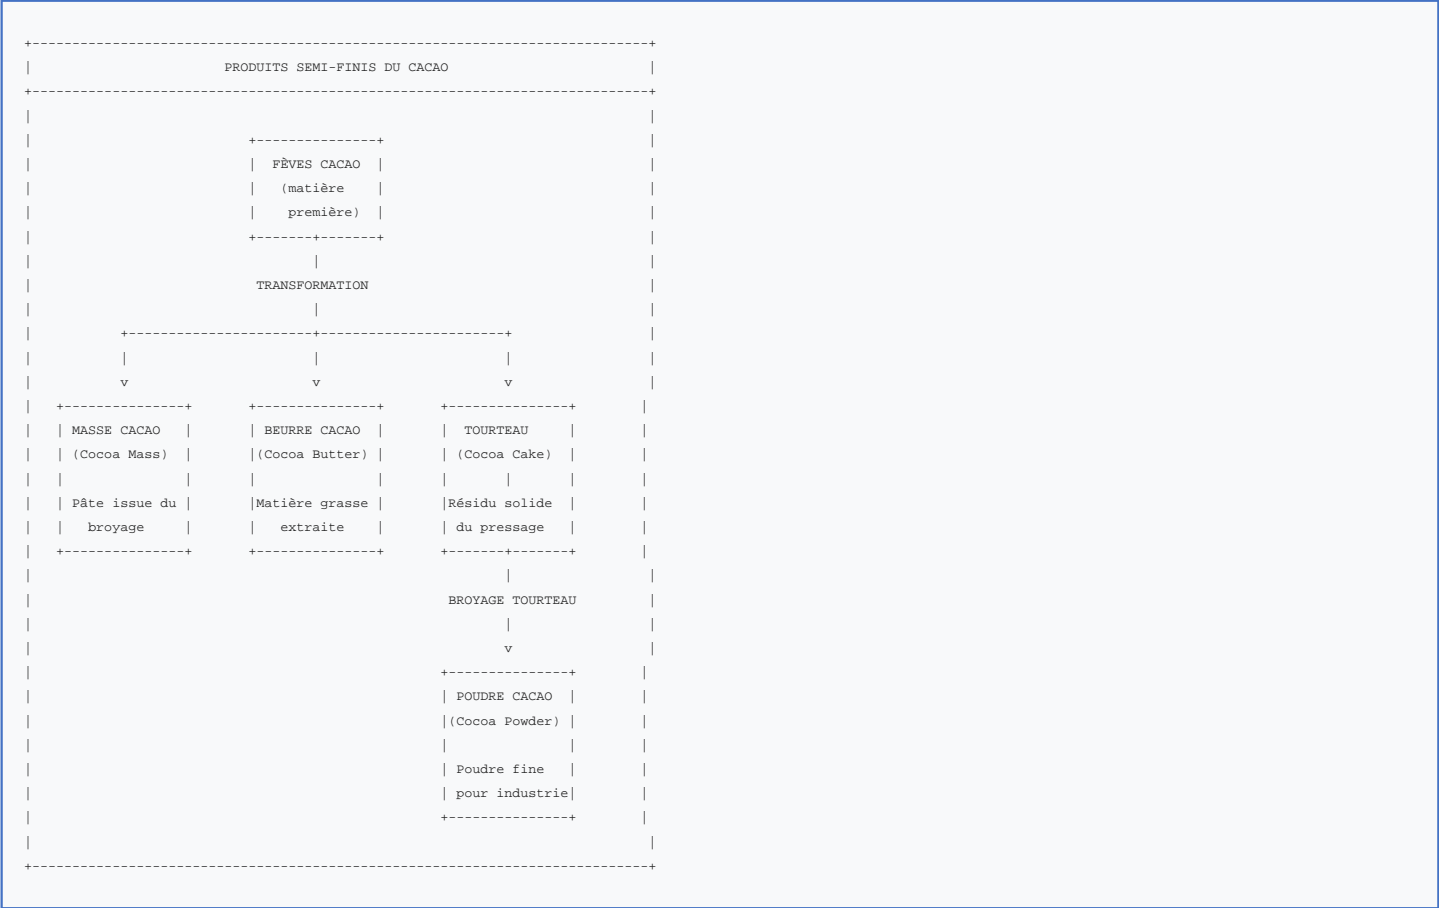 PRODUITS SEMI-FINIS DU CACAO
FÈVES CACAO
(matière
première)
TRANSFORMATION
v v v
MASSE CACAO BEURRE CACAO TOURTEAU
(Cocoa Mass) (Cocoa Butter) (Cocoa Cake)
Pâte issue du Matière grasse Résidu solide
broyage extraite du pressage
BROYAGE TOURTEAU
v
POUDRE CACAO
(Cocoa Powder)
Poudre fine
pour industrie